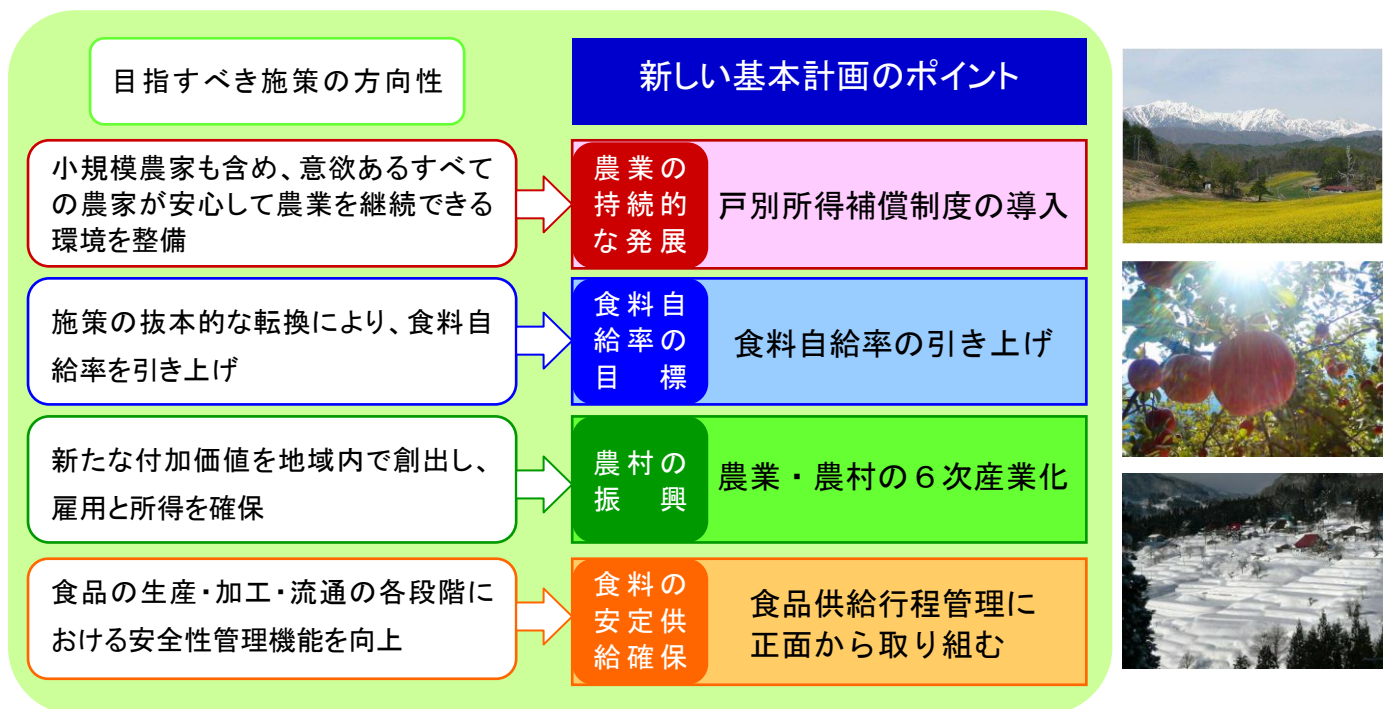 目指すべき施策の方向性
新しい基本計画のポイント
小規模農家も含め、意欲あるすべて
の農家が安心して農業を継続できる
環境を整備
農業の
持続的
な発展
戸別所得補償制度の導入
施策の抜本的な転換により、食料自
給率を引き上げ
食料自
給率の
目標
食料自給率の引き上げ
新たな付加価値を地域内で創出し、
雇用と所得を確保
農村の
振興
農業・農村の６次産業化
食品の生産・加工・流通の各段階に
おける安全性管理機能を向上
食料の
安定供
給確保
食品供給行程管理に
正面から取り組む